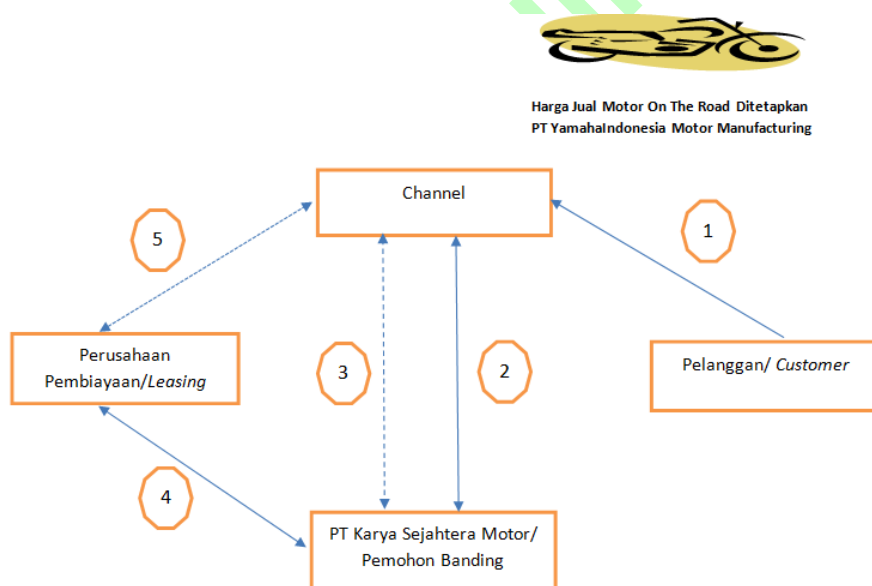 Harga Jual Motor On The Road Ditetapkan
PT YamahaIndonesia Motor Manufacturing
Channel
5
1
Perusahaan
Pembiayaan/Leasing
3
2
Pelanggan/ Customer
4
PT Karya Sejahtera Motor/
Pemohon Banding